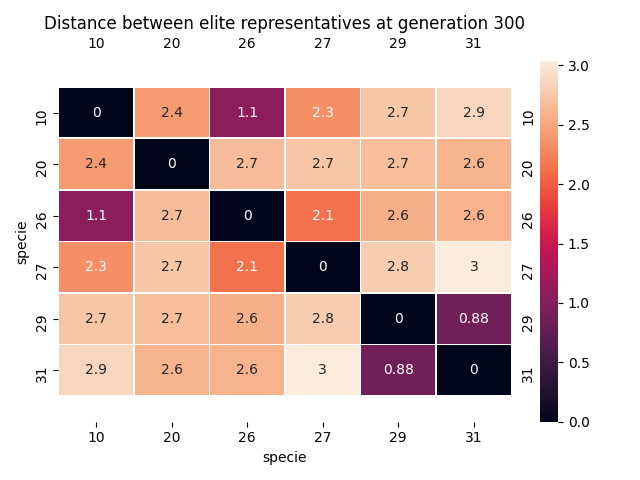 Distance between elite representatives at generation 300
10 20 26 27 29 31
10 0 2.4 1.1 2.3 2.7 2.9 10
20 2.4 0 2.7 2.7 2.7 2.6 20
26 1.1 2.7 0 2.1 2.6 2.6 26
27 2.3 2.7 2.1 0 2.8 3 27
29 2.7 2.7 2.6 2.8 0 0.88 29
31 2.9 2.6 2.6 3 0.88 0 31
10 20 26 27 29 31
specie
specie
3.0
2.5
2.0
1.5
1.0
0.5
0.0